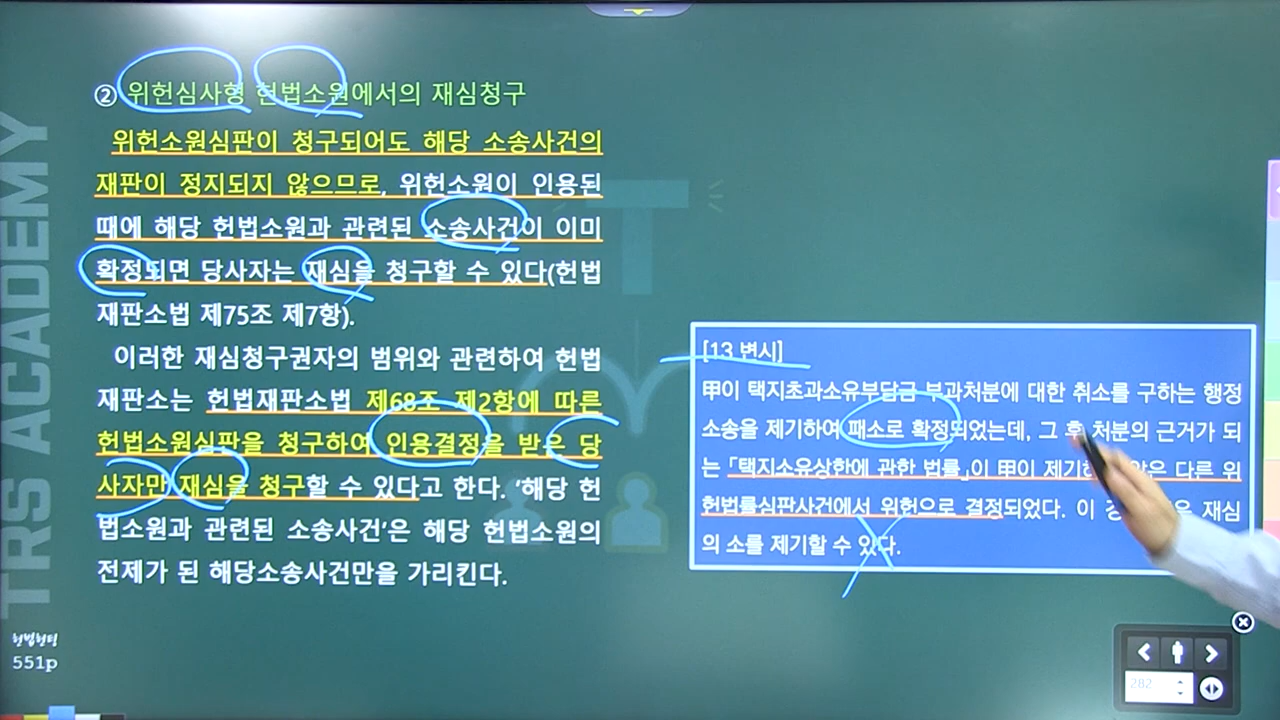 ② 위헌심사형 헌법소원에서의 재심청구
위헌소원심판이 청구되어도 해당 소송사건의
재판이 정지되지 않으므로, 위헌소원이 인용된
때에 해당 헌법소원과 관련된 소송사건이 이미
확정되면 당사자는 재심을 청구할 수 있다(헌법
재판소법 제75조 제7항).
이러한 재심청구권자의 범위와 관련하여 헌법
재판소는 헌법재판소법 제68조 제2항에 따른
헌법소원심판을 청구하여 인용결정을 받은 당
사자만 재심을 청구할 수 있다고 한다. '해당 헌
법소원과 관련된 소송사건'은 해당 헌법소원의
전제가 된 해당소송사건만을 가리킨다.
[13 변시]
甲이 택지초과소유부담금 부과처분에 대한 취소를 구하는 행정
소송을 제기하여 패소로 확정되었는데, 그 후 처분의 근거가 되
는 「택지소유상한에 관한 법률」이 甲이 제기한 다른 위
헌법률심판사건에서 위헌으로 결정되었다. 이 재심
의 소를 제기할 수 있다.
TRS ACADEMY
헌법헌팅
551p
282